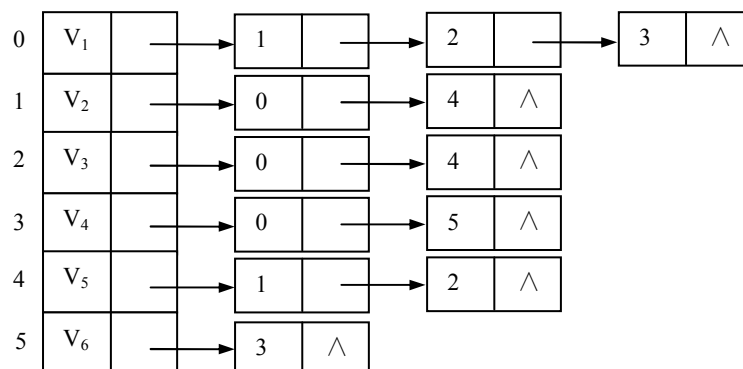 0 V₁ 1 2 3 ∧
1 V₂ 0 4 ∧
2 V₃ 0 4 ∧
3 V₄ 0 5 ∧
4 V₅ 1 2 ∧
5 V₆ 3 ∧